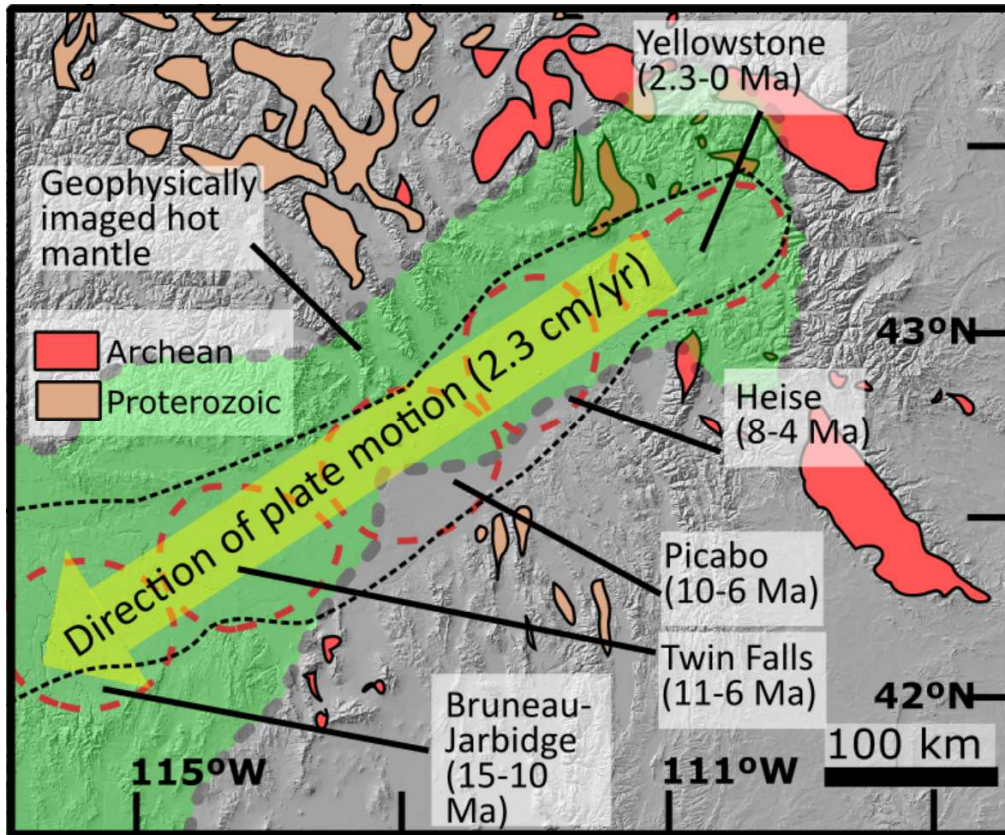 Yellowstone
(2.3-0 Ma)
Geophysically
imaged hot
mantle
43ºN
Archean
Proterozoic
Direction of plate motion (2.3 cm/yr)
Heise
(8-4 Ma)
Picabo
(10-6 Ma)
Twin Falls
(11-6 Ma)
42ºN
Bruneau-
Jarbidge
(15-10
Ma)
100 km
115ºW
111ºW